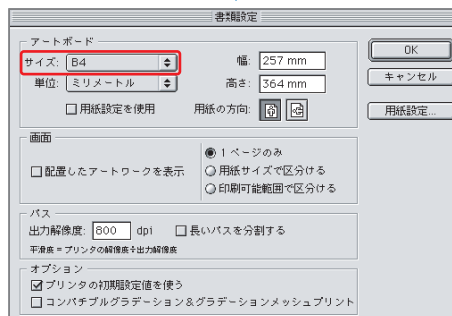 書類設定
アートボード
サイズ: B4
幅: 257 mm
単位: ミリメートル
高さ: 364 mm
用紙設定を使用
用紙の方向:
OK
キャンセル
用紙設定...
画面
配置したアートワークを表示
1 ページのみ
用紙サイズで区分ける
印刷可能範囲で区分ける
パス
出力解像度: 800 dpi
長いパスを分割する
平滑度 = プリンタの解像度÷出力解像度
オプション
プリンタの初期設定値を使う
コンパチブルグラデーション&グラデーションメッシュプリント